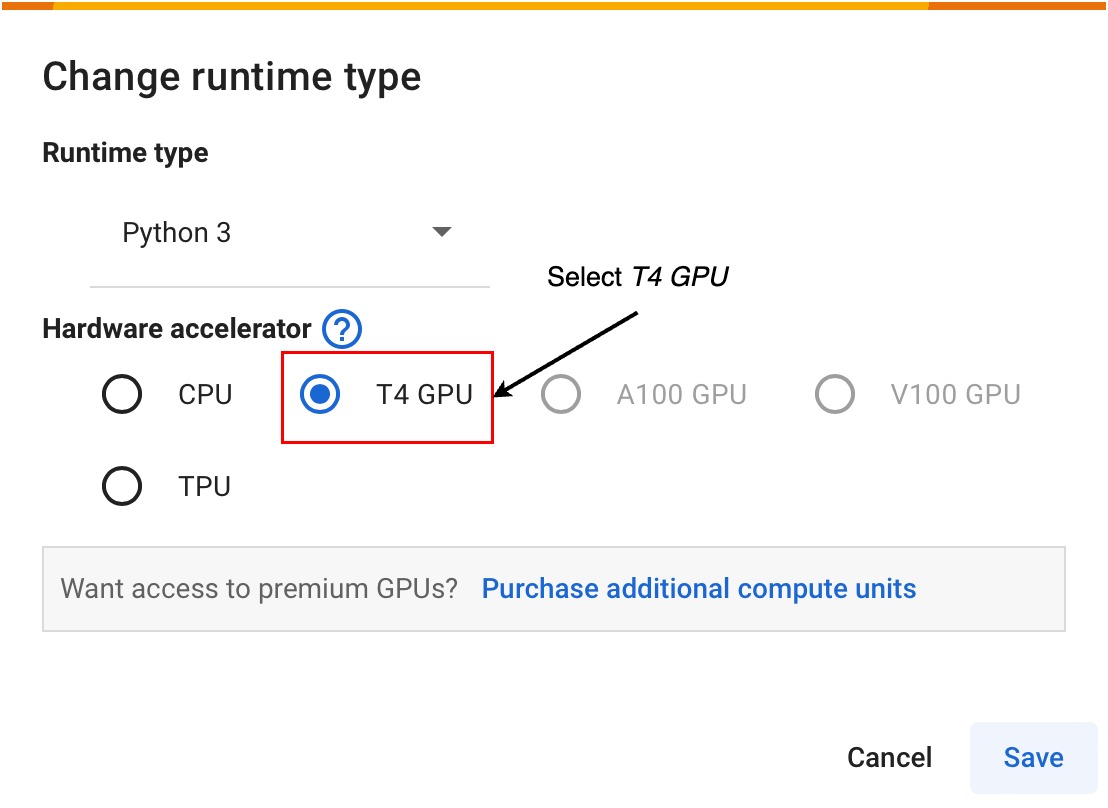 Change runtime type
Runtime type
Python 3
Select T4 GPU
Hardware accelerator ?
CPU T4 GPU A100 GPU V100 GPU
TPU
Want access to premium GPUs? Purchase additional compute units
Cancel Save